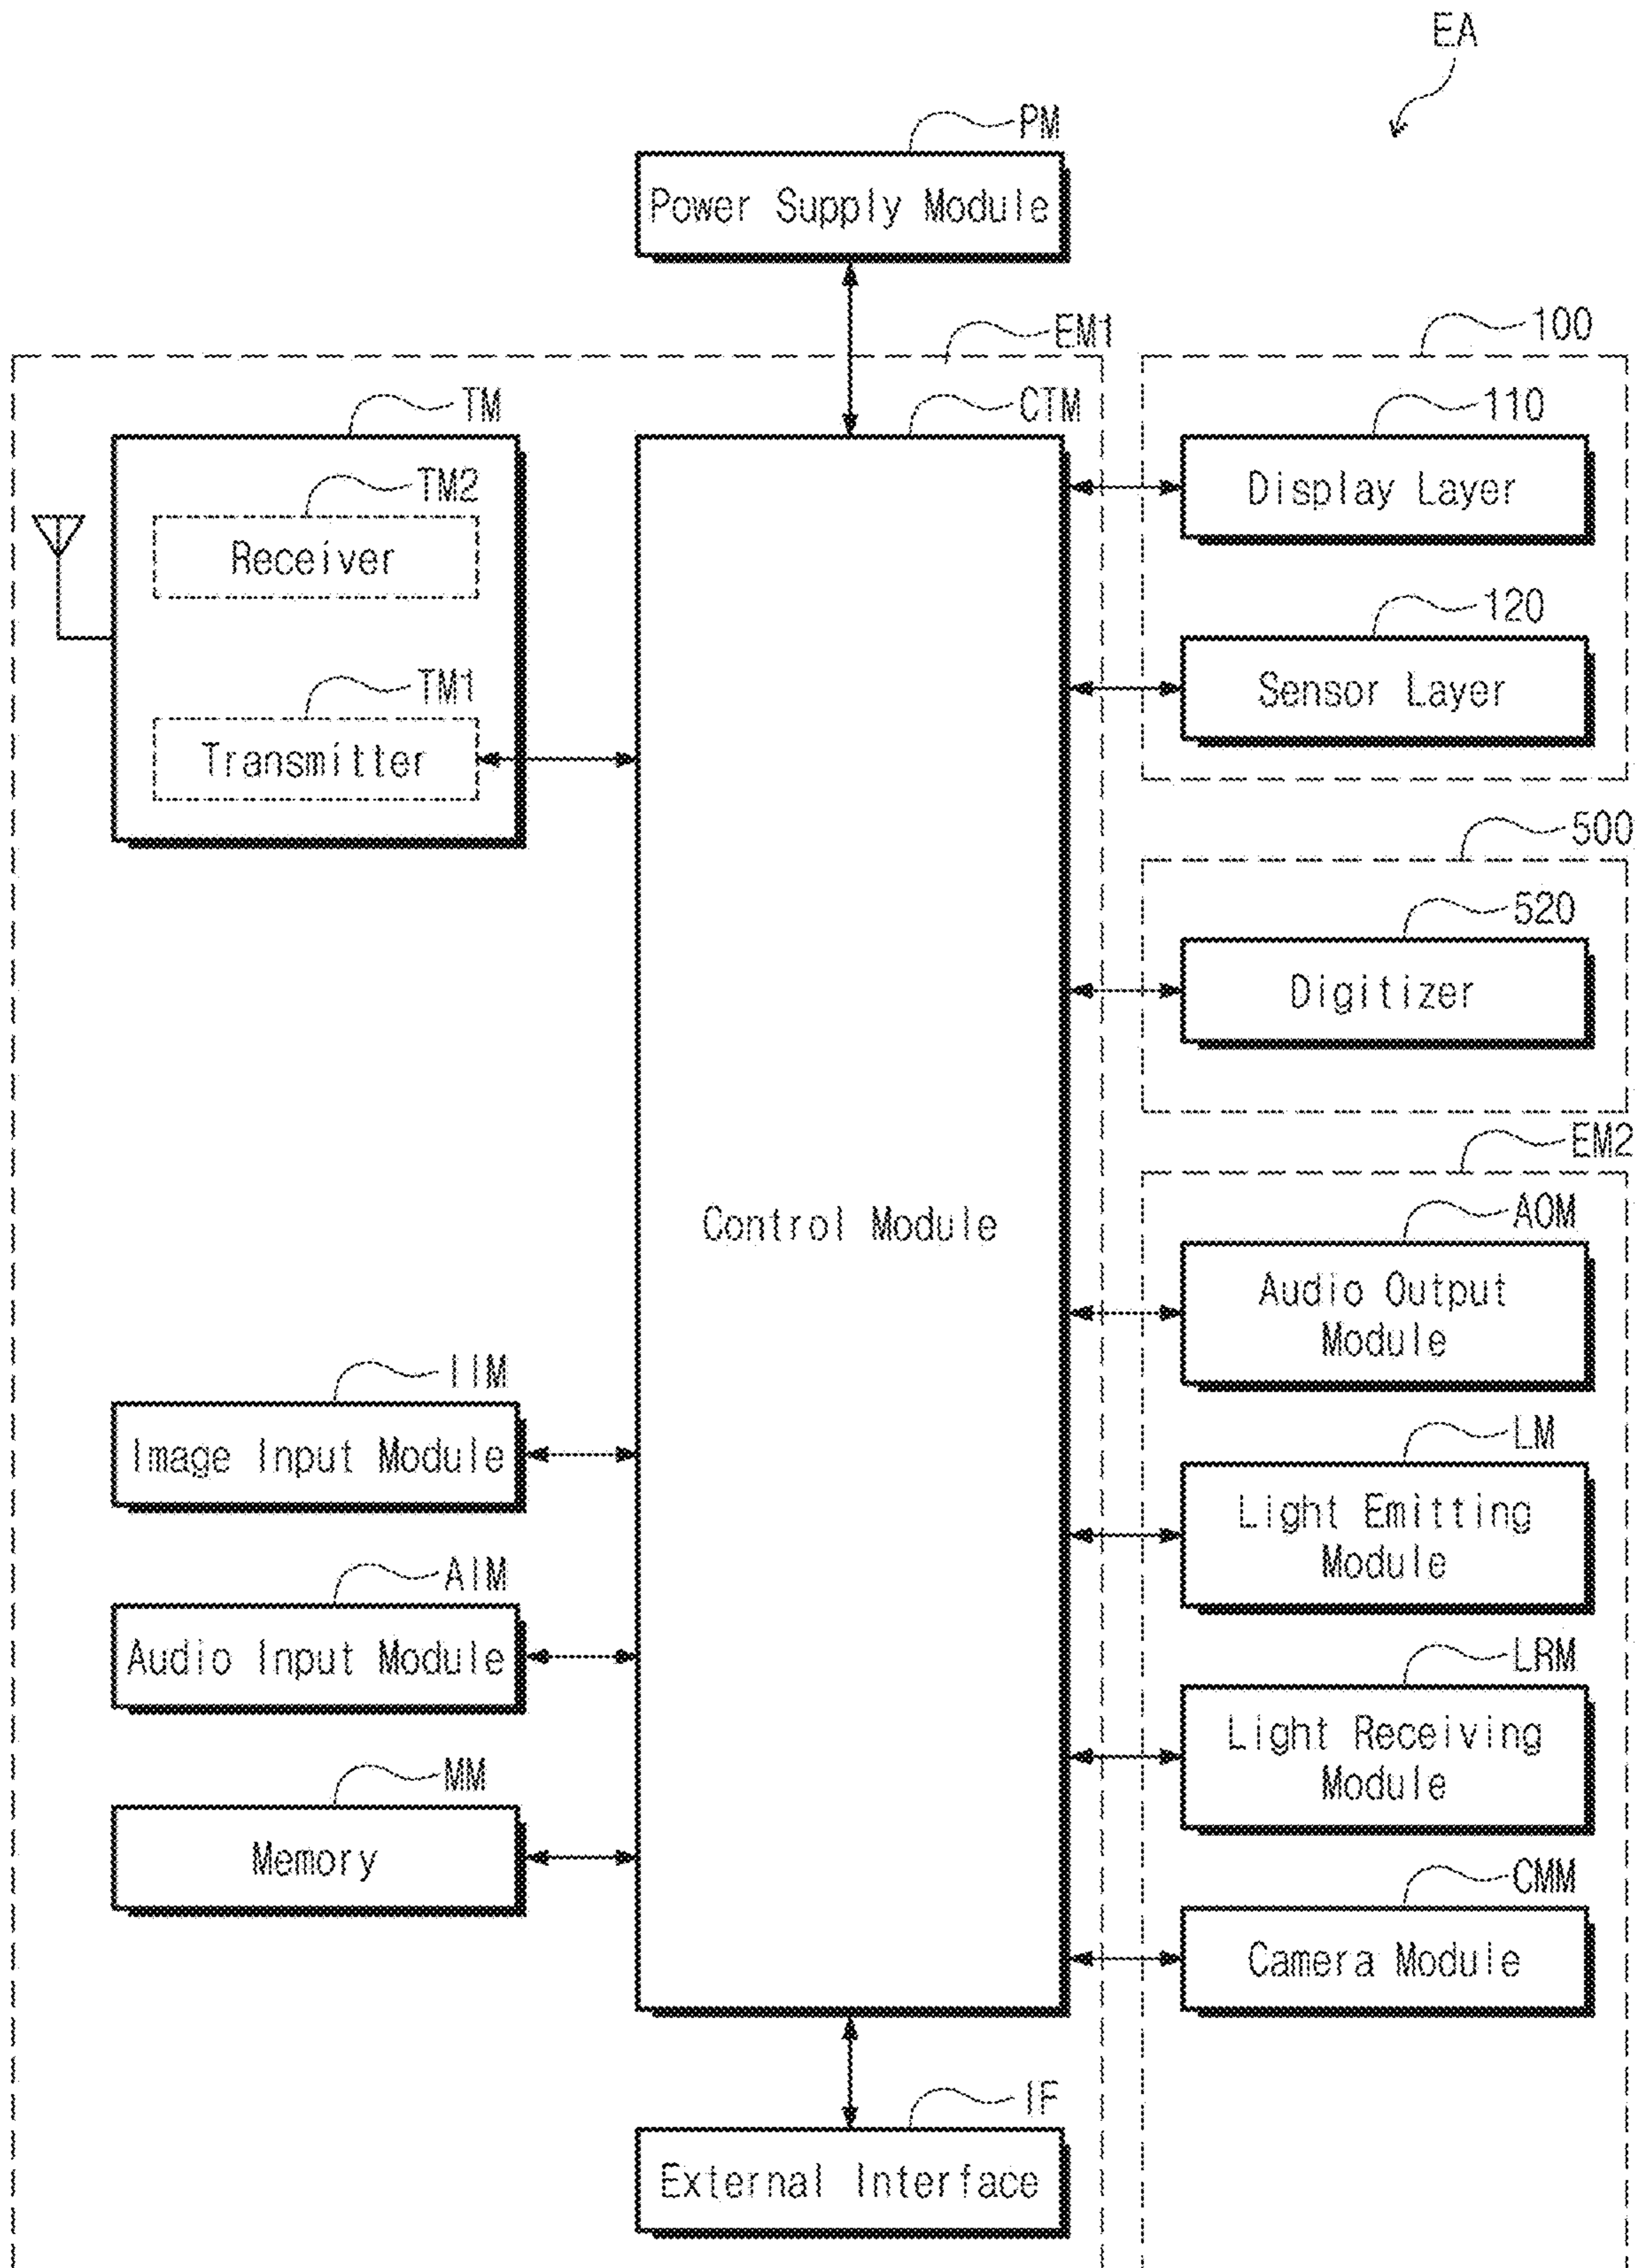 EA
PM
Power Supply Module
EM1
100
TM
CTM
110
TM2
Display Layer
Receiver
120
TM1
Sensor Layer
Transmitter
500
520
Digitizer
EM2
AOM
Control Module
Audio Output
Module
IIM
LM
Image Input Module
Light Emitting
Module
AIM
LRM
Audio Input Module
Light Receiving
Module
MM
CMM
Memory
Camera Module
IF
External Interface